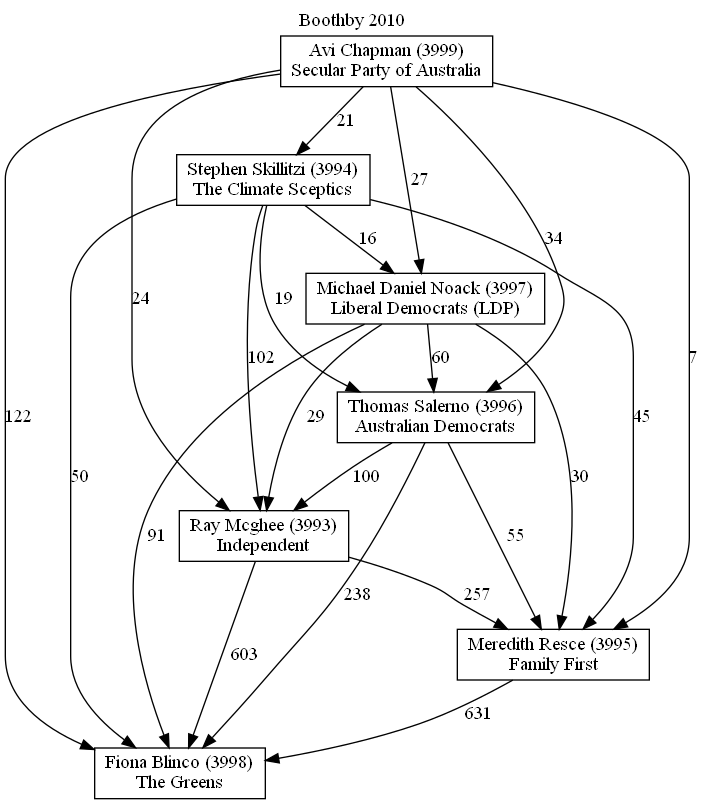 Boothby 2010
Avi Chapman (3999)
Secular Party of Australia
21
27
34
Stephen Skillitzi (3994)
The Climate Sceptics
16
24
19
Michael Daniel Noack (3997)
Liberal Democrats (LDP)
102
60
7
122
29
45
Thomas Salerno (3996)
Australian Democrats
50
100
30
Ray Mcghee (3993)
Independent
91
55
238
257
603
Meredith Resce (3995)
Family First
631
Fiona Blinco (3998)
The Greens